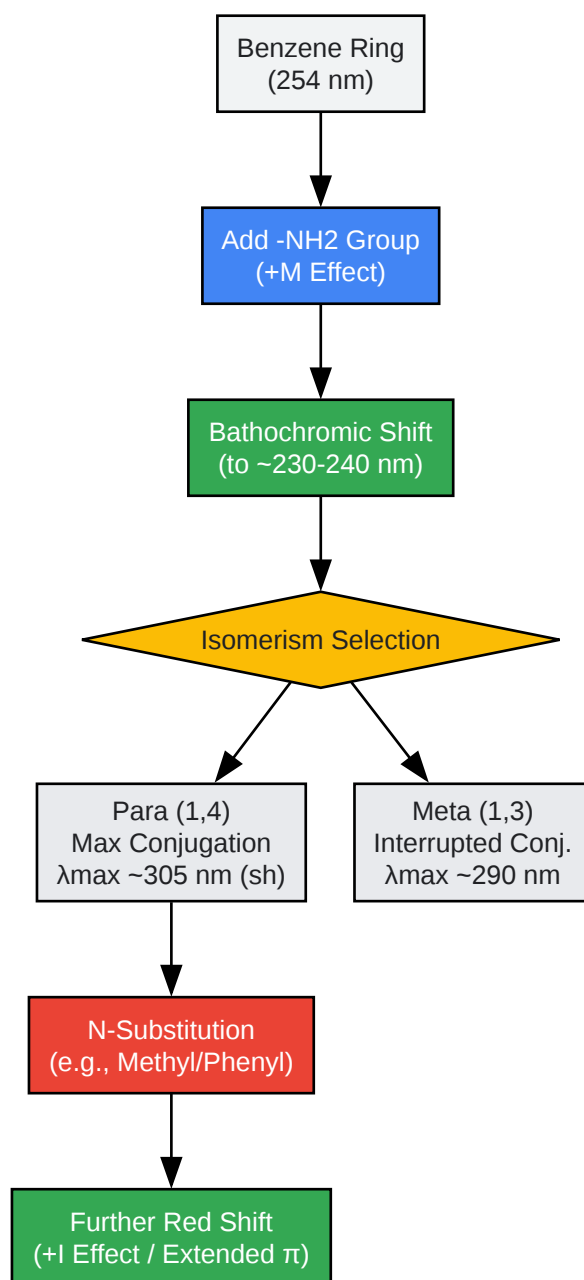 Benzene Ring
(254 nm)
Add -NH2 Group
(+M Effect)
Bathochromic Shift
(to ~230-240 nm)
Isomerism Selection
Para (1,4)
Max Conjugation
λmax ~305 nm (sh)
Meta (1,3)
Interrupted Conj.
λmax ~290 nm
N-Substitution
(e.g., Methyl/Phenyl)
Further Red Shift
(+I Effect / Extended π)